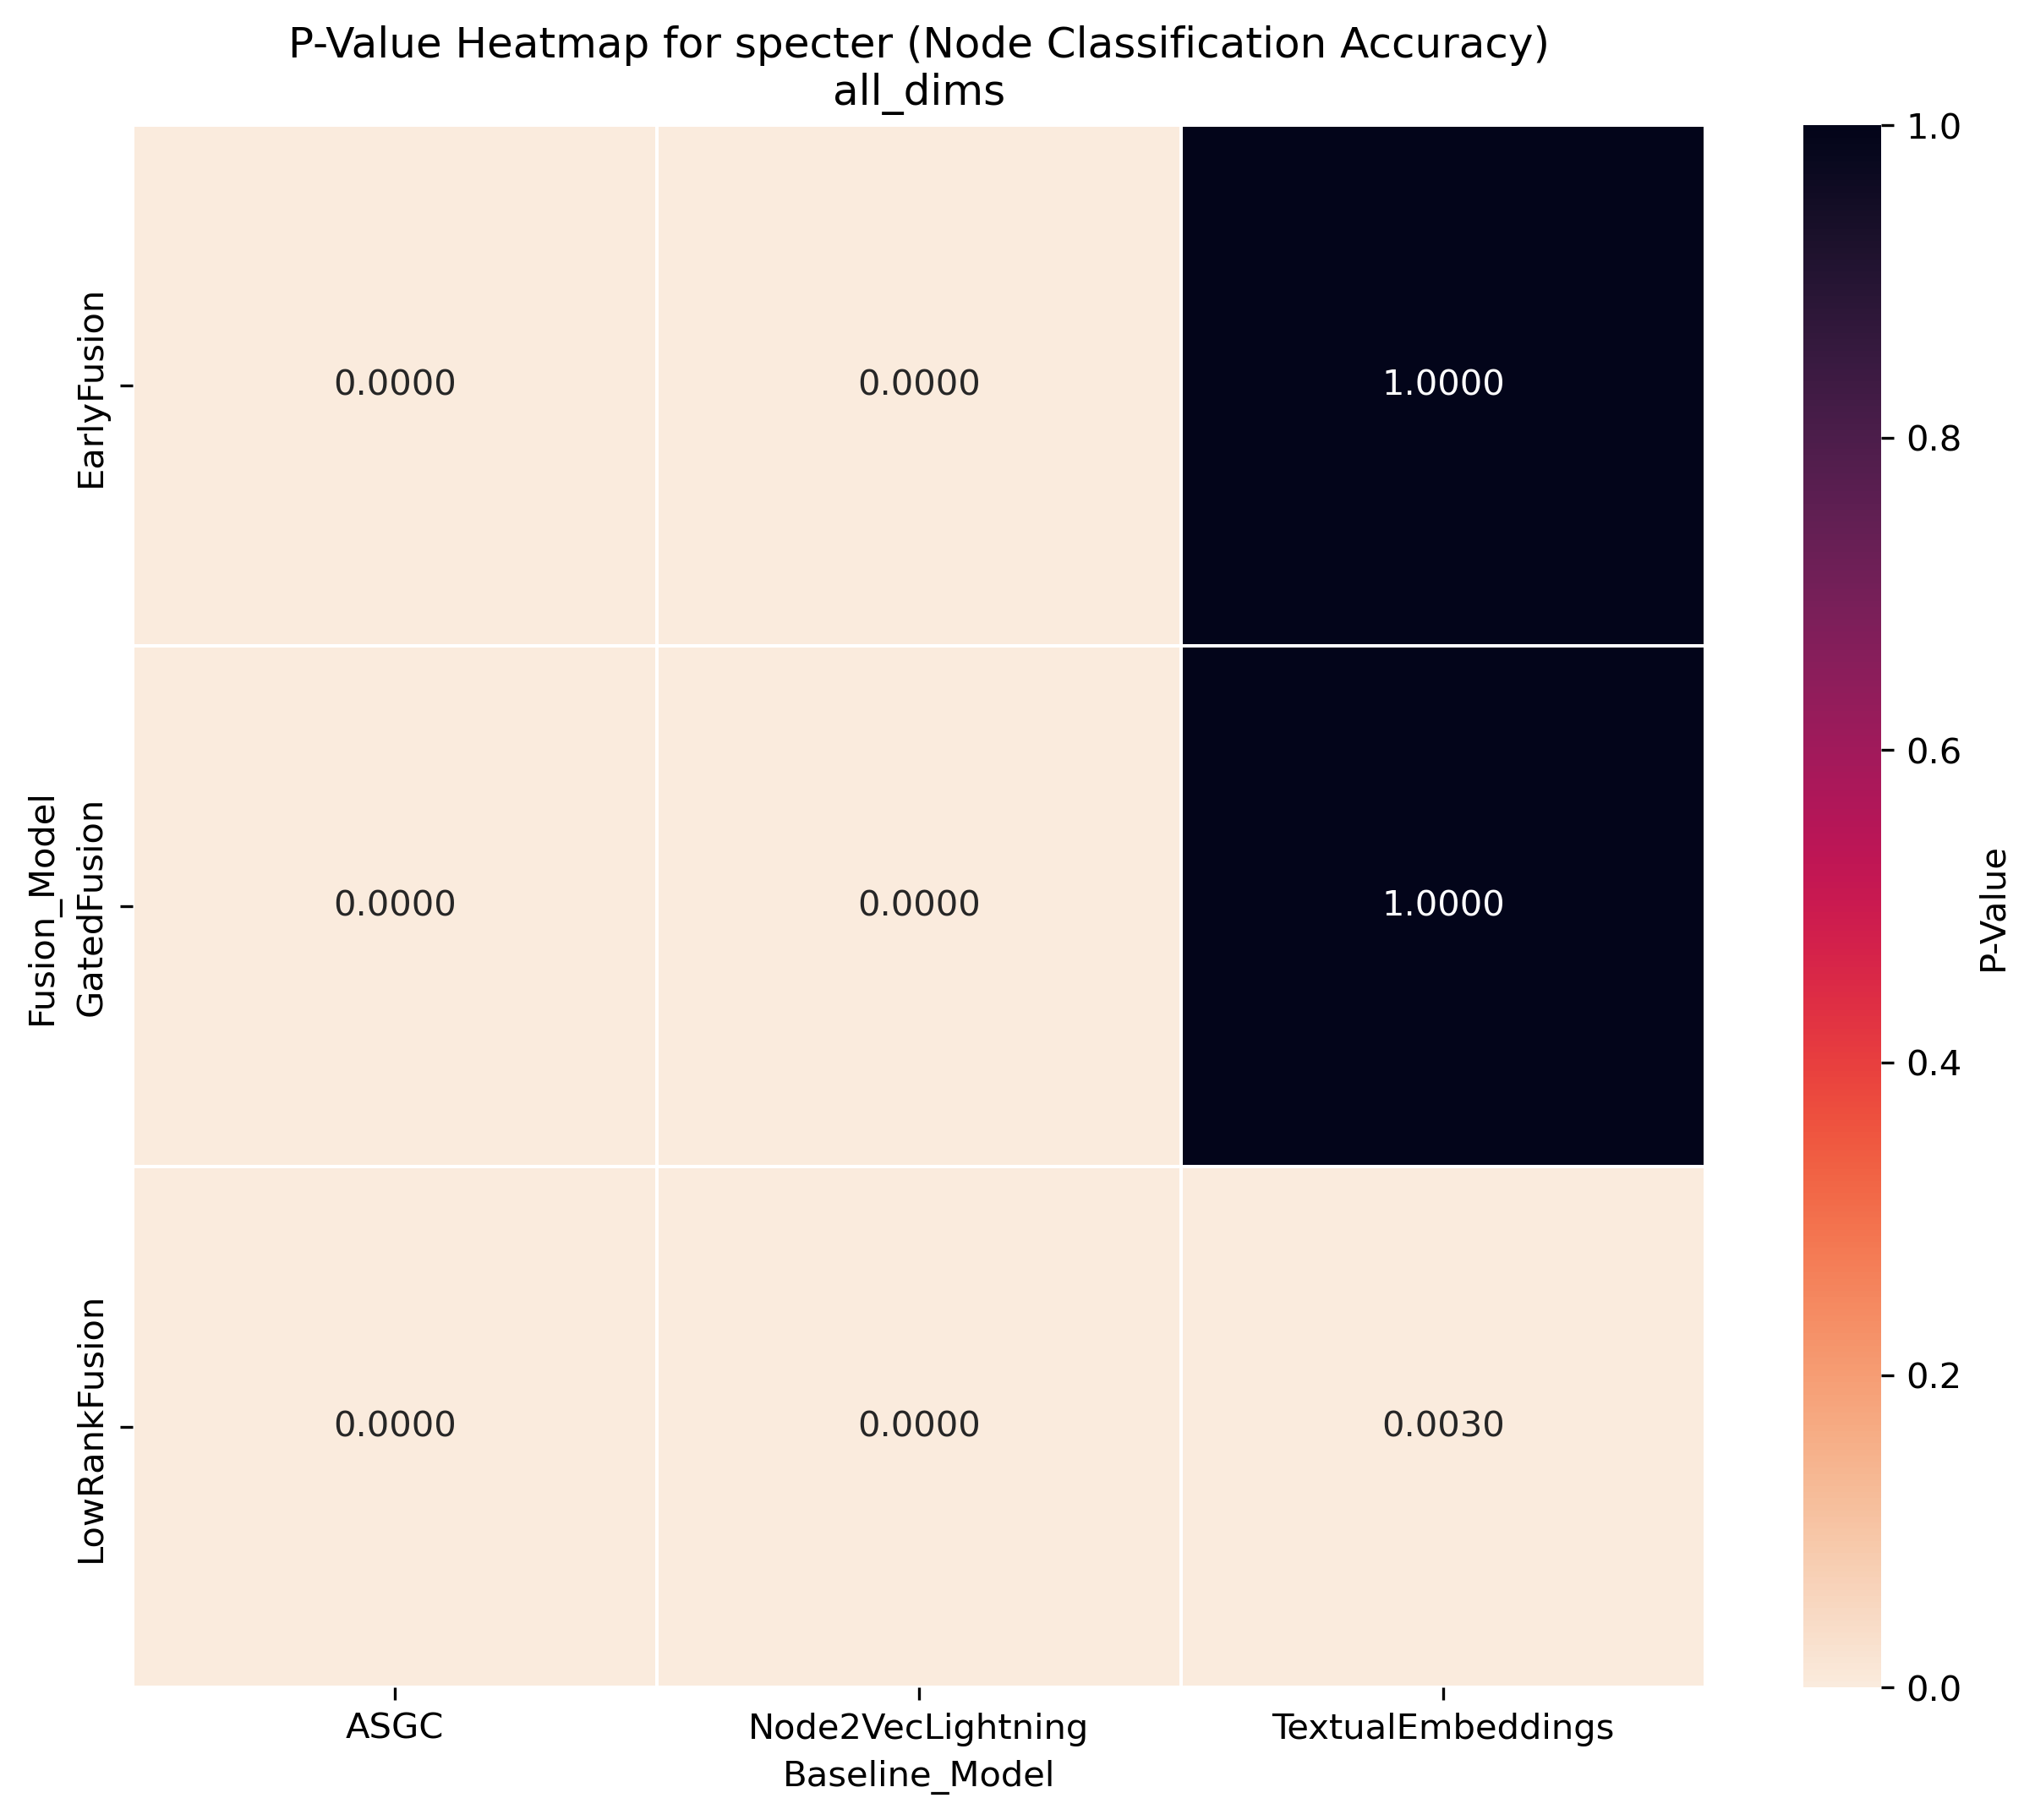 P-Value Heatmap for specter (Node Classification Accuracy)
all_dims
Fusion_Model
EarlyFusion
0.0000
0.0000
1.0000
GatedFusion
0.0000
0.0000
1.0000
LowRankFusion
0.0000
0.0000
0.0030
ASGC
Node2VecLightning
TextualEmbeddings
Baseline_Model
1.0
0.8
0.6
0.4
0.2
0.0
P-Value